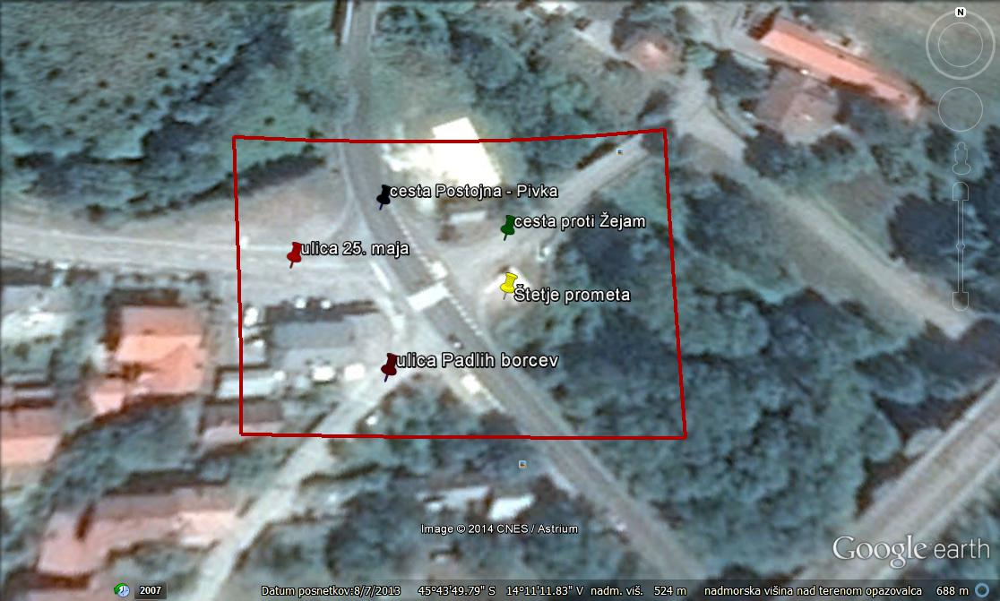 N
cesta Postojna - Pivka
cesta proti Žejam
ulica 25. maja
Štetje prometa
ulica Padlih borcev
Image © 2014 CNES / Astrium
Google earth
2007
Datum posnetkov:8/7/2013 45°43'49.79" S 14°11'11.83" V nadm. viš. 524 m nadmorska višina nad terenom opazovalca 688 m